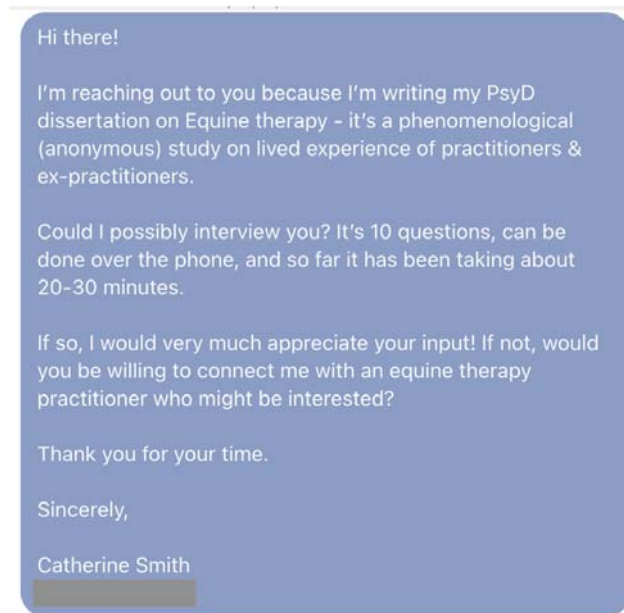 Hi there!
I'm reaching out to you because I'm writing my PsyD
dissertation on Equine therapy - it's a phenomenological
(anonymous) study on lived experience of practitioners &
ex-practitioners.
Could I possibly interview you? It's 10 questions, can be
done over the phone, and so far it has been taking about
20-30 minutes.
If so, I would very much appreciate your input! If not, would
you be willing to connect me with an equine therapy
practitioner who might be interested?
Thank you for your time.
Sincerely,
Catherine Smith